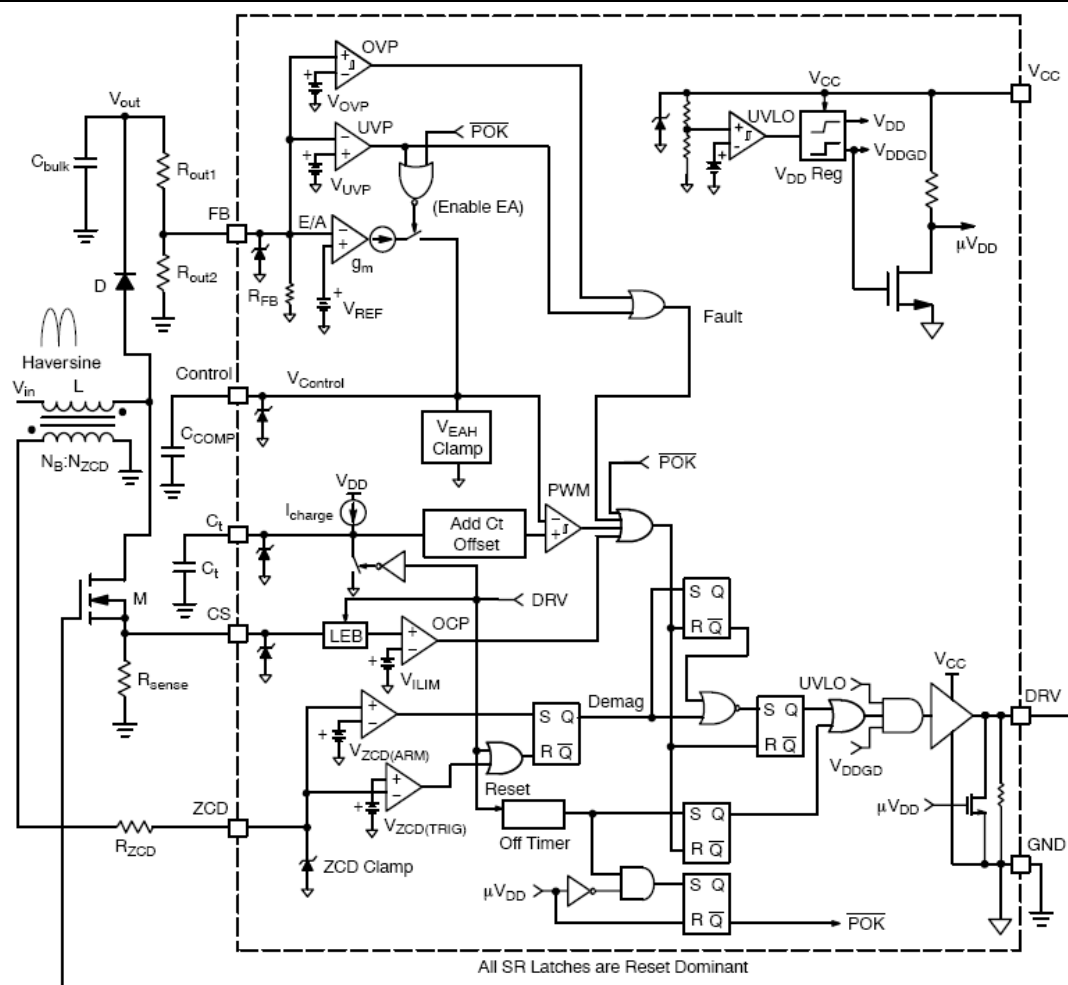 OVP
+
−
+
VOVP
UVP
−
+
+
VUVP
POK
(Enable EA)
E/A
−
+
gm
RFB
+
VREF
Vout
Cbulk
Rout1
FB
Rout2
D
Haversine
Vin
L
NB:NZCD
Control
VControl
CCOMP
VEAH
Clamp
VCC
VCC
UVLO
+
−
+
VDD
VDDGD
VDD Reg
μVDD
Fault
POK
VDD
Icharge
Ct
Ct
Add Ct
Offset
PWM
−
+
DRV
M
CS
LEB
OCP
+
−
+
VILIM
Rsense
S Q
R Q
Demag
+
−
+
VZCD(ARM)
S Q
R Q
S Q
R Q
UVLO
VCC
DRV
VDDGD
+
−
+
VZCD(TRIG)
Reset
Off Timer
S Q
R Q
μVDD
GND
ZCD
RZCD
ZCD Clamp
μVDD
S Q
R Q
POK
All SR Latches are Reset Dominant